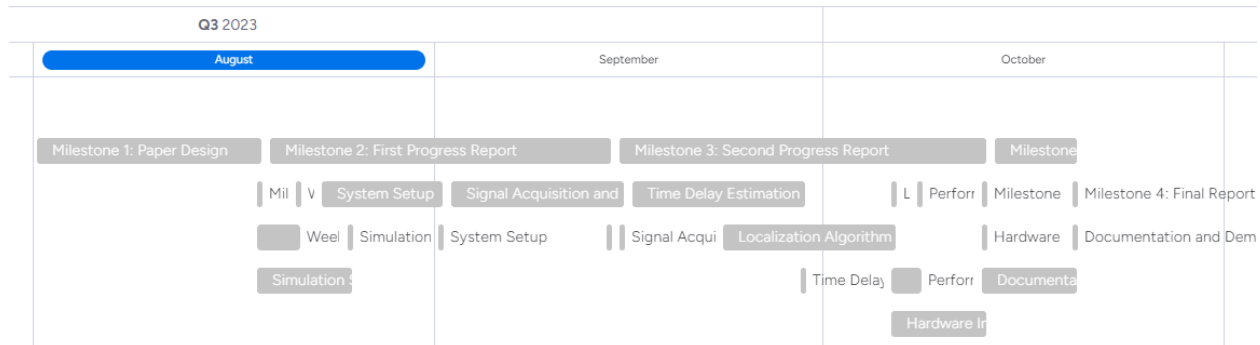 Q3 2023
August September October
Milestone 1: Paper Design Milestone 2: First Progress Report Milestone 3: Second Progress Report Milestone
Mil V System Setup Signal Acquisition and Time Delay Estimation L Perforr Milestone Milestone 4: Final Report
Weel Simulation System Setup Signal Acqui Localization Algorithm Hardware Documentation and Dem
Simulation S Time Delay Perforr Documenta
Hardware In